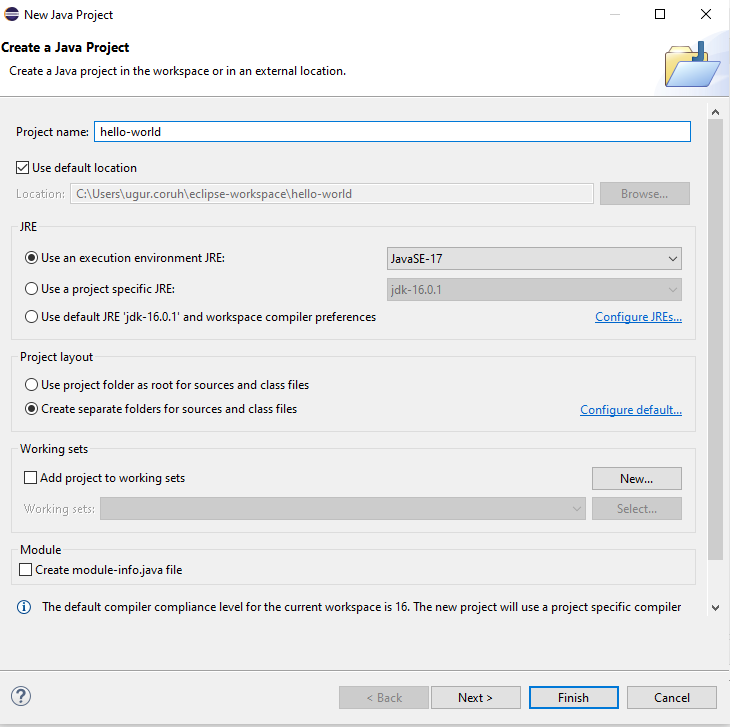 New Java Project
Create a Java Project
Create a Java project in the workspace or in an external location.
Project name: hello-world
Use default location
Location: C:\Users\ugur.coruh\eclipse-workspace\hello-world Browse...
JRE
Use an execution environment JRE: JavaSE-17
Use a project specific JRE: jdk-16.0.1
Use default JRE 'jdk-16.0.1' and workspace compiler preferences Configure JREs...
Project layout
Use project folder as root for sources and class files
Create separate folders for sources and class files Configure default...
Working sets
Add project to working sets New...
Working sets: Select...
Module
Create module-info.java file
The default compiler compliance level for the current workspace is 16. The new project will use a project specific compiler
? < Back Next > Finish Cancel